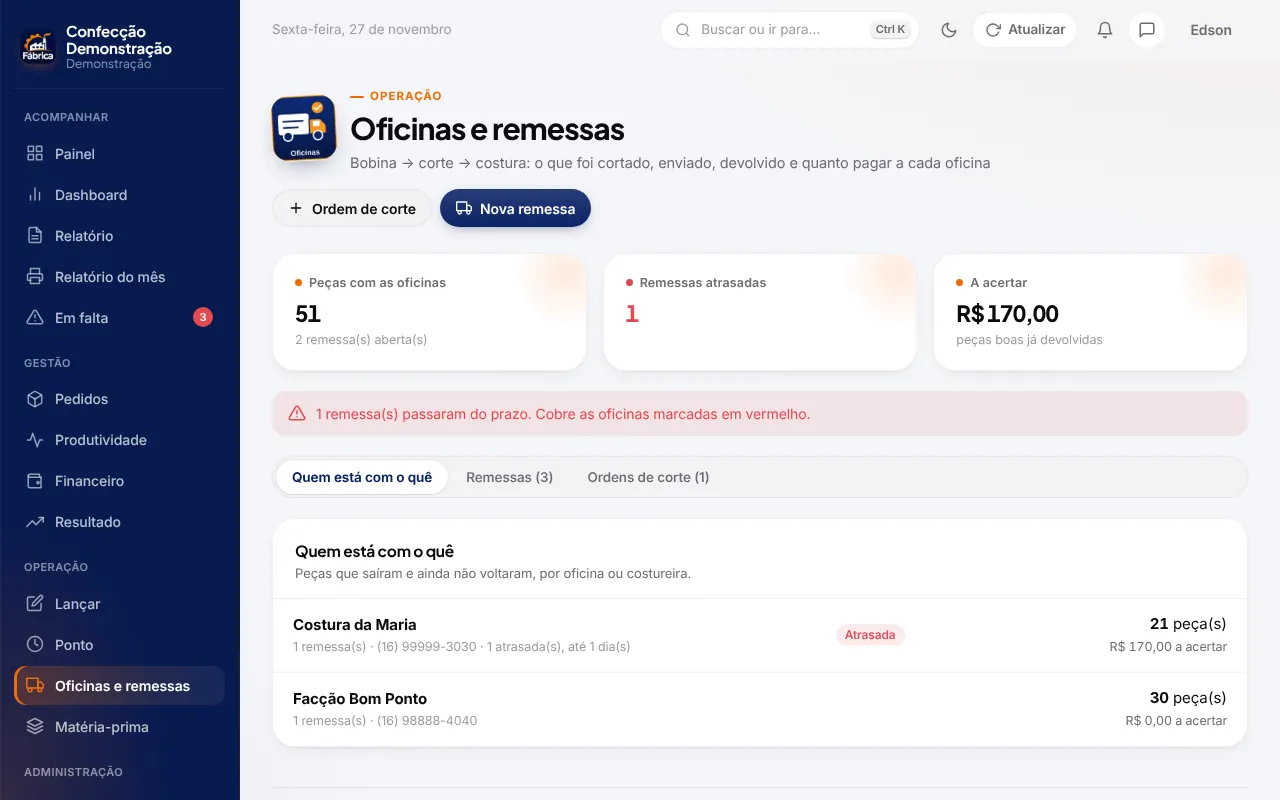 Fábrica
Confecção
Demonstração
Demonstração
ACOMPANHAR
Painel
Dashboard
Relatório
Relatório do mês
Em falta
3
GESTÃO
Pedidos
Produtividade
Financeiro
Resultado
OPERAÇÃO
Lançar
Ponto
Oficinas e remessas
Matéria-prima
ADMINISTRAÇÃO
Sexta-feira, 27 de novembro
Buscar ou ir para...
Ctrl K
Atualizar
Edson
Oficinas
— OPERAÇÃO
Oficinas e remessas
Bobina → corte → costura: o que foi cortado, enviado, devolvido e quanto pagar a cada oficina
+ Ordem de corte
Nova remessa
Peças com as oficinas
51
2 remessa(s) aberta(s)
Remessas atrasadas
1
A acertar
R$ 170,00
peças boas já devolvidas
1 remessa(s) passaram do prazo. Cobre as oficinas marcadas em vermelho.
Quem está com o quê
Remessas (3)
Ordens de corte (1)
Quem está com o quê
Peças que saíram e ainda não voltaram, por oficina ou costureira.
Costura da Maria
1 remessa(s) · (16) 99999-3030 · 1 atrasada(s), até 1 dia(s)
Atrasada
21 peça(s)
R$ 170,00 a acertar
Facção Bom Ponto
1 remessa(s) · (16) 98888-4040
30 peça(s)
R$ 0,00 a acertar